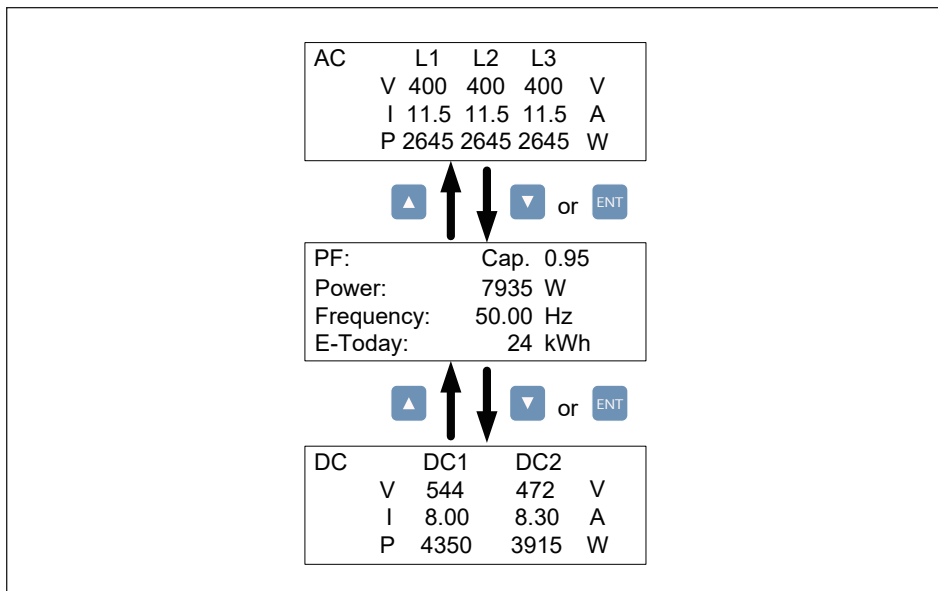 AC L1 L2 L3
V 400 400 400 V
I 11.5 11.5 11.5 A
P 2645 2645 2645 W
or ENT
PF: Cap. 0.95
Power: 7935 W
Frequency: 50.00 Hz
E-Today: 24 kWh
or ENT
DC DC1 DC2
V 544 472 V
I 8.00 8.30 A
P 4350 3915 W